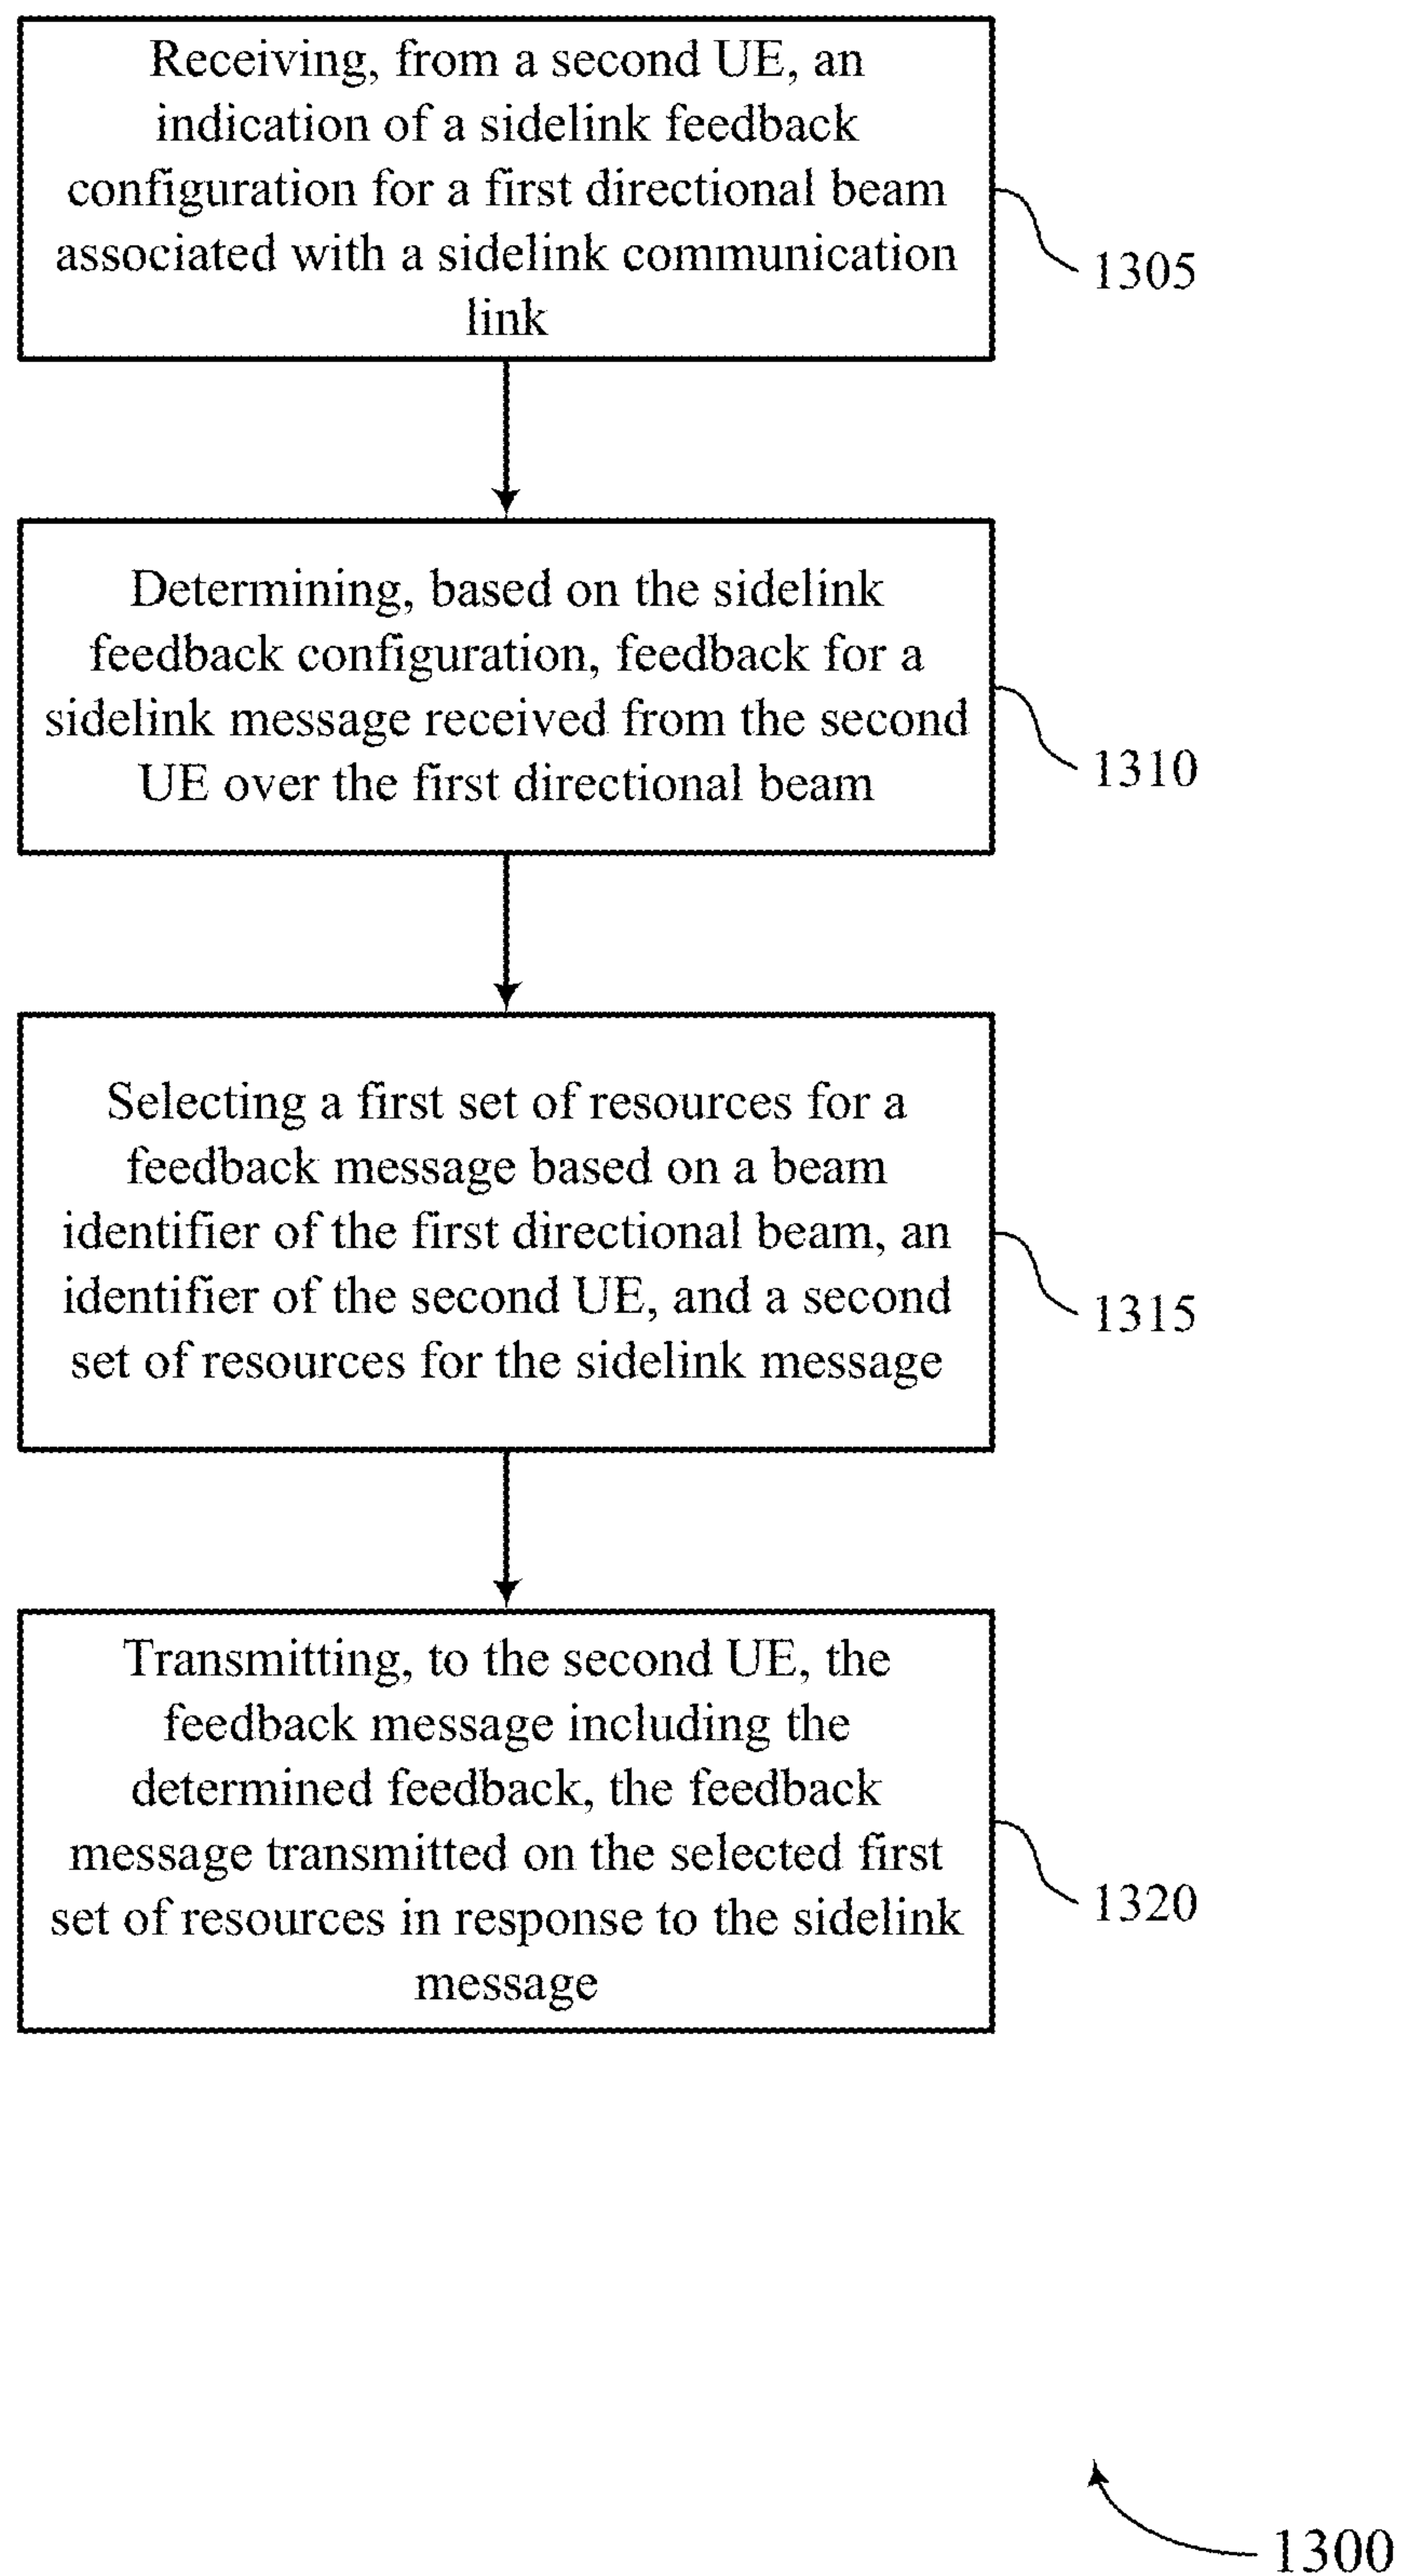 Receiving, from a second UE, an
indication of a sidelink feedback
configuration for a first directional beam
associated with a sidelink communication
link
1305
Determining, based on the sidelink
feedback configuration, feedback for a
sidelink message received from the second
UE over the first directional beam
1310
Selecting a first set of resources for a
feedback message based on a beam
identifier of the first directional beam, an
identifier of the second UE, and a second
set of resources for the sidelink message
1315
Transmitting, to the second UE, the
feedback message including the
determined feedback, the feedback
message transmitted on the selected first
set of resources in response to the sidelink
message
1320
1300